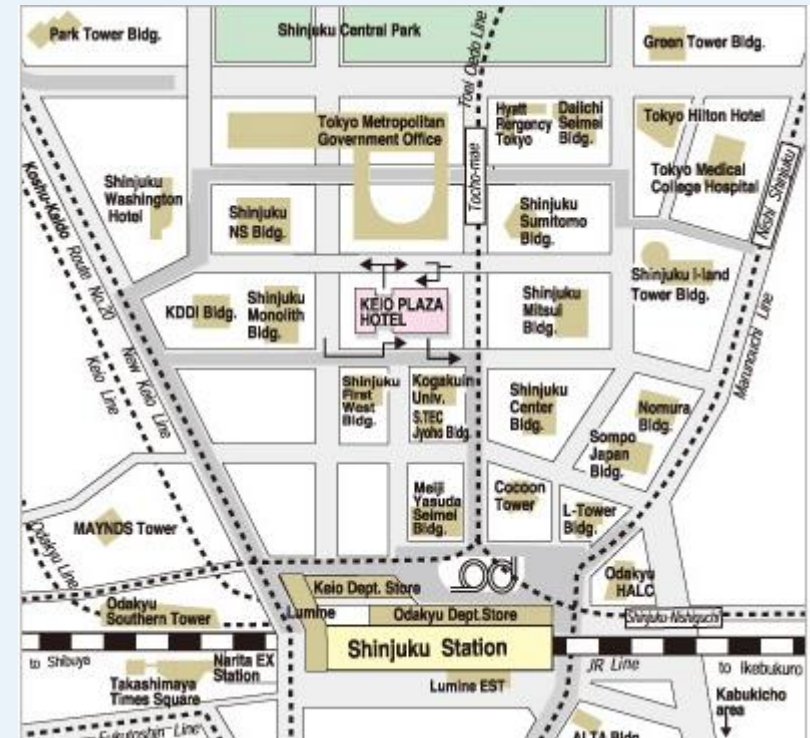 Park Tower Bldg.
Shinjuku Central Park
Toei Oedo Line
Green Tower Bldg.
Tokyo Metropolitan
Government Office
Hyatt
Rergency
Tokyo
Daiichi
Seimei
Bldg.
Tokyo Hilton Hotel
Tokyo Medical
College Hospital
Tocho-mae
Nishi Shinjuku
Koshu-Kaido Route No.20
Shinjuku
Washington
Hotel
Shinjuku
NS Bldg.
Shinjuku
Sumitomo
Bldg.
Shinjuku I-land
Tower Bldg.
KDDI Bldg.
Shinjuku
Monolith
Bldg.
KEIO PLAZA
HOTEL
Shinjuku
Mitsui
Bldg.
Marunouchi Line
Keio Line
New Keio Line
Shinjuku
First
West
Bldg.
Kogakuin
Univ.
S.TEC
Jyoho Bldg.
Shinjuku
Center
Bldg.
Nomura
Bldg.
Sompo
Japan
Bldg.
Meiji
Yasuda
Seimei
Bldg.
Cocoon
Tower
L-Tower
Bldg.
MAYNDS Tower
Odakyu Line
Odakyu
HALC
Keio Dept. Store
Odakyu
Southern Tower
Lumine
Odakyu Dept.Store
Shinjuku-Nishiguchi
Shinjuku Station
to Shibuya
Narita EX
Station
JR Line
to Ikebukuro
Takashimaya
Times Square
Lumine EST
Kabukicho
area
Fukutoshin Line
ALTA Bldg.